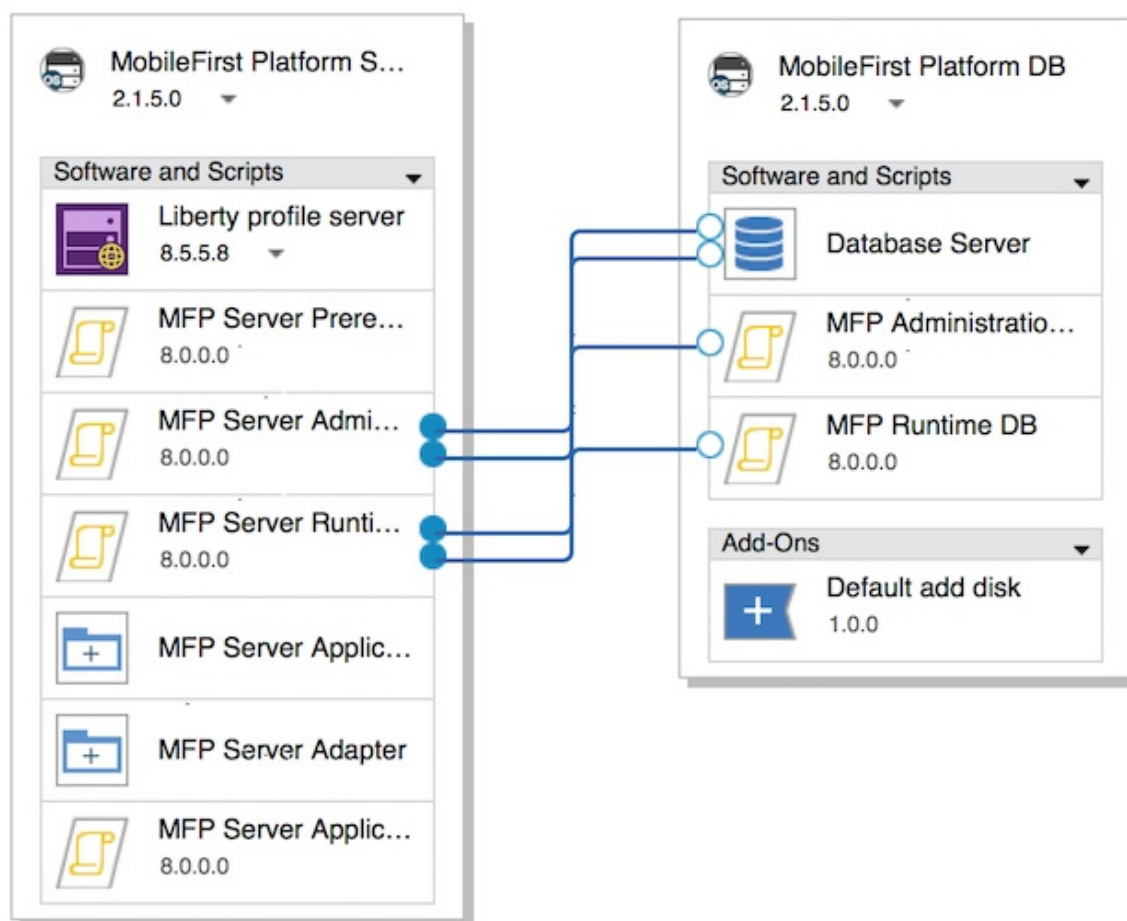 MobileFirst Platform S...
2.1.5.0
Software and Scripts
Liberty profile server
8.5.5.8
MFP Server Prere...
8.0.0.0
MFP Server Admi...
8.0.0.0
MFP Server Runti...
8.0.0.0
MFP Server Applic...
MFP Server Adapter
MFP Server Applic...
8.0.0.0
MobileFirst Platform DB
2.1.5.0
Software and Scripts
Database Server
MFP Administratio...
8.0.0.0
MFP Runtime DB
8.0.0.0
Add-Ons
Default add disk
1.0.0